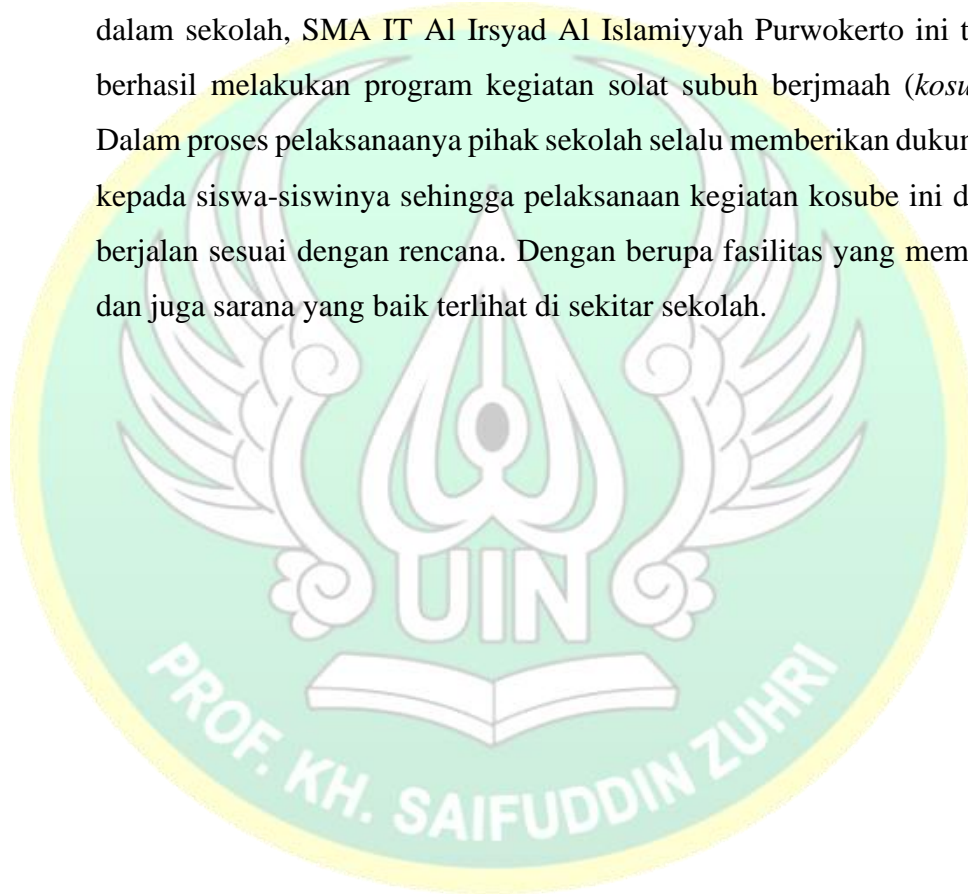 dalam sekolah, SMA IT Al Irsyad Al Islamiyyah Purwokerto ini t
berhasil melakukan program kegiatan solat subuh berjmaah (kosu
Dalam proses pelaksanaanya pihak sekolah selalu memberikan dukun
kepada siswa-siswinya sehingga pelaksanaan kegiatan kosube ini d
berjalan sesuai dengan rencana. Dengan berupa fasilitas yang mem
dan juga sarana yang baik terlihat di sekitar sekolah.
UIN
PROF. KH. SAIFUDDIN ZUHRI